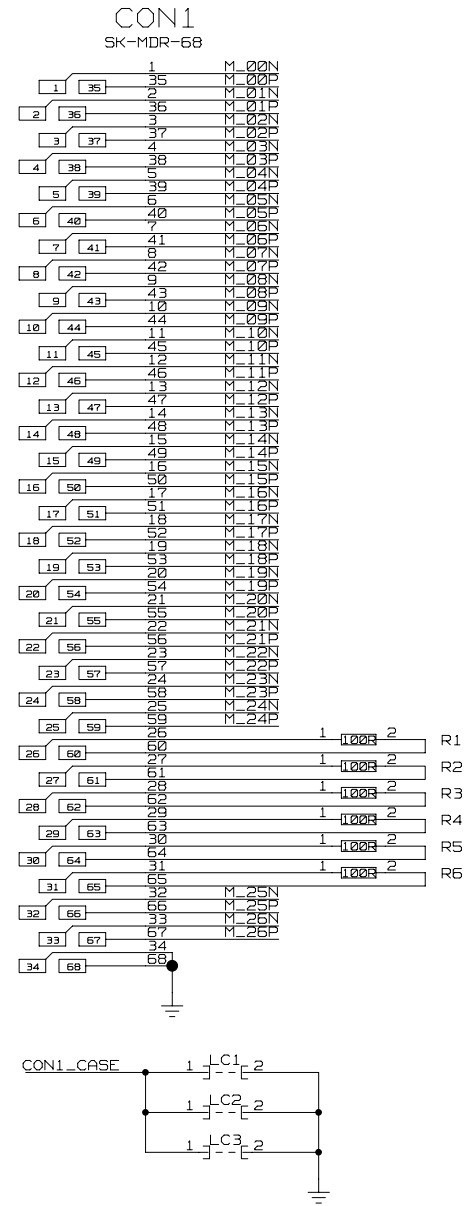 CON1
SK-MDR-68
1 M_00N
1 35 35 M_00P
2 M_01N
2 36 36 M_01P
3 M_02N
3 37 37 M_02P
4 M_03N
4 38 38 M_03P
5 M_04N
5 39 39 M_04P
6 M_05N
6 40 40 M_05P
7 M_06N
7 41 41 M_06P
8 M_07N
8 42 42 M_07P
9 M_08N
9 43 43 M_08P
10 M_09N
10 44 44 M_09P
11 M_10N
11 45 45 M_10P
12 M_11N
12 46 46 M_11P
13 M_12N
13 47 47 M_12P
14 M_13N
14 48 48 M_13P
15 M_14N
15 49 49 M_14P
16 M_15N
16 50 50 M_15P
17 M_16N
17 51 51 M_16P
18 M_17N
18 52 52 M_17P
19 M_18N
19 53 53 M_18P
20 M_19N
20 54 54 M_19P
21 M_20N
21 55 55 M_20P
22 M_21N
22 56 56 M_21P
23 M_22N
23 57 57 M_22P
24 M_23N
24 58 58 M_23P
25 M_24N
25 59 59 M_24P
26 1 100R 2 R1
26 60 60
27 1 100R 2 R2
27 61 61
28 1 100R 2 R3
28 62 62
29 1 100R 2 R4
29 63 63
30 1 100R 2 R5
30 64 64
31 1 100R 2 R6
31 65 65
32 M_25N
32 66 66 M_25P
33 M_26N
33 67 67 M_26P
34
34 68 68
CON1_CASE 1 LC1 2
1 LC2 2
1 LC3 2